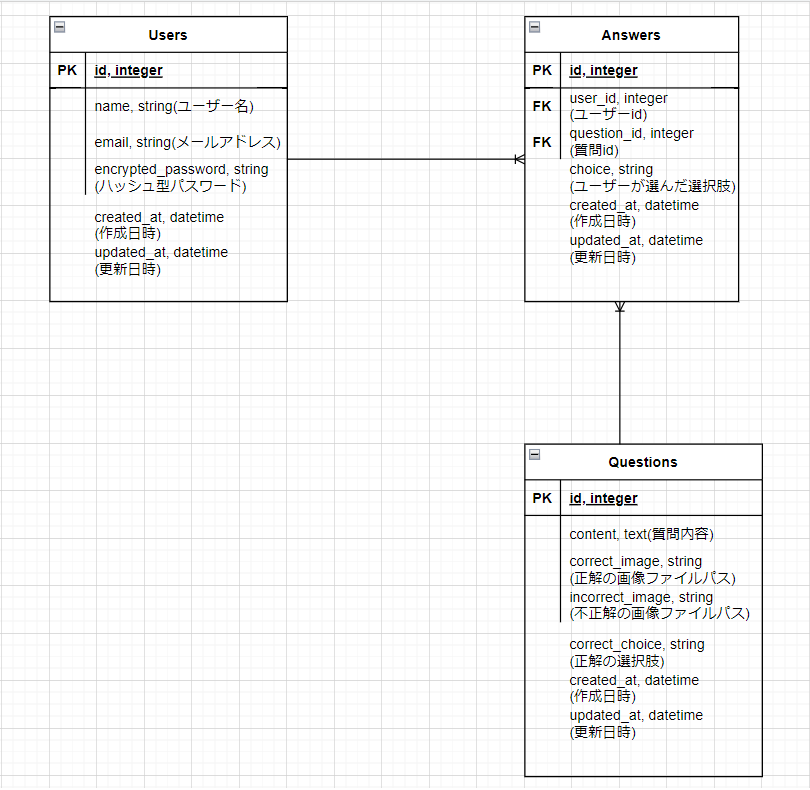 Users
PK id, integer
name, string(ユーザー名)
email, string(メールアドレス)
encrypted_password, string
(ハッシュ型パスワード)
created_at, datetime
(作成日時)
updated_at, datetime
(更新日時)
Answers
PK id, integer
FK user_id, integer
(ユーザーid)
FK question_id, integer
(質問id)
choice, string
(ユーザーが選んだ選択肢)
created_at, datetime
(作成日時)
updated_at, datetime
(更新日時)
Questions
PK id, integer
content, text(質問内容)
correct_image, string
(正解の画像ファイルパス)
incorrect_image, string
(不正解の画像ファイルパス)
correct_choice, string
(正解の選択肢)
created_at, datetime
(作成日時)
updated_at, datetime
(更新日時)